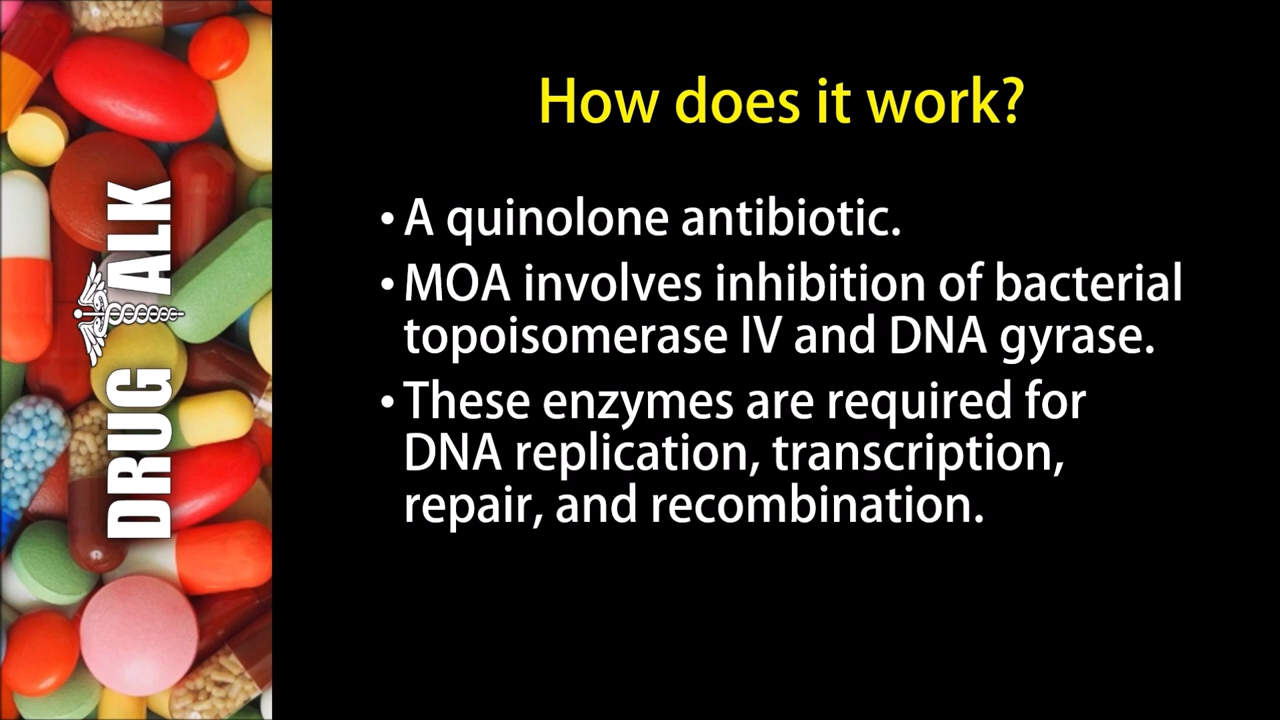 DRUG TALK
How does it work?
• A quinolone antibiotic.
• MOA involves inhibition of bacterial
topoisomerase IV and DNA gyrase.
• These enzymes are required for
DNA replication, transcription,
repair, and recombination.